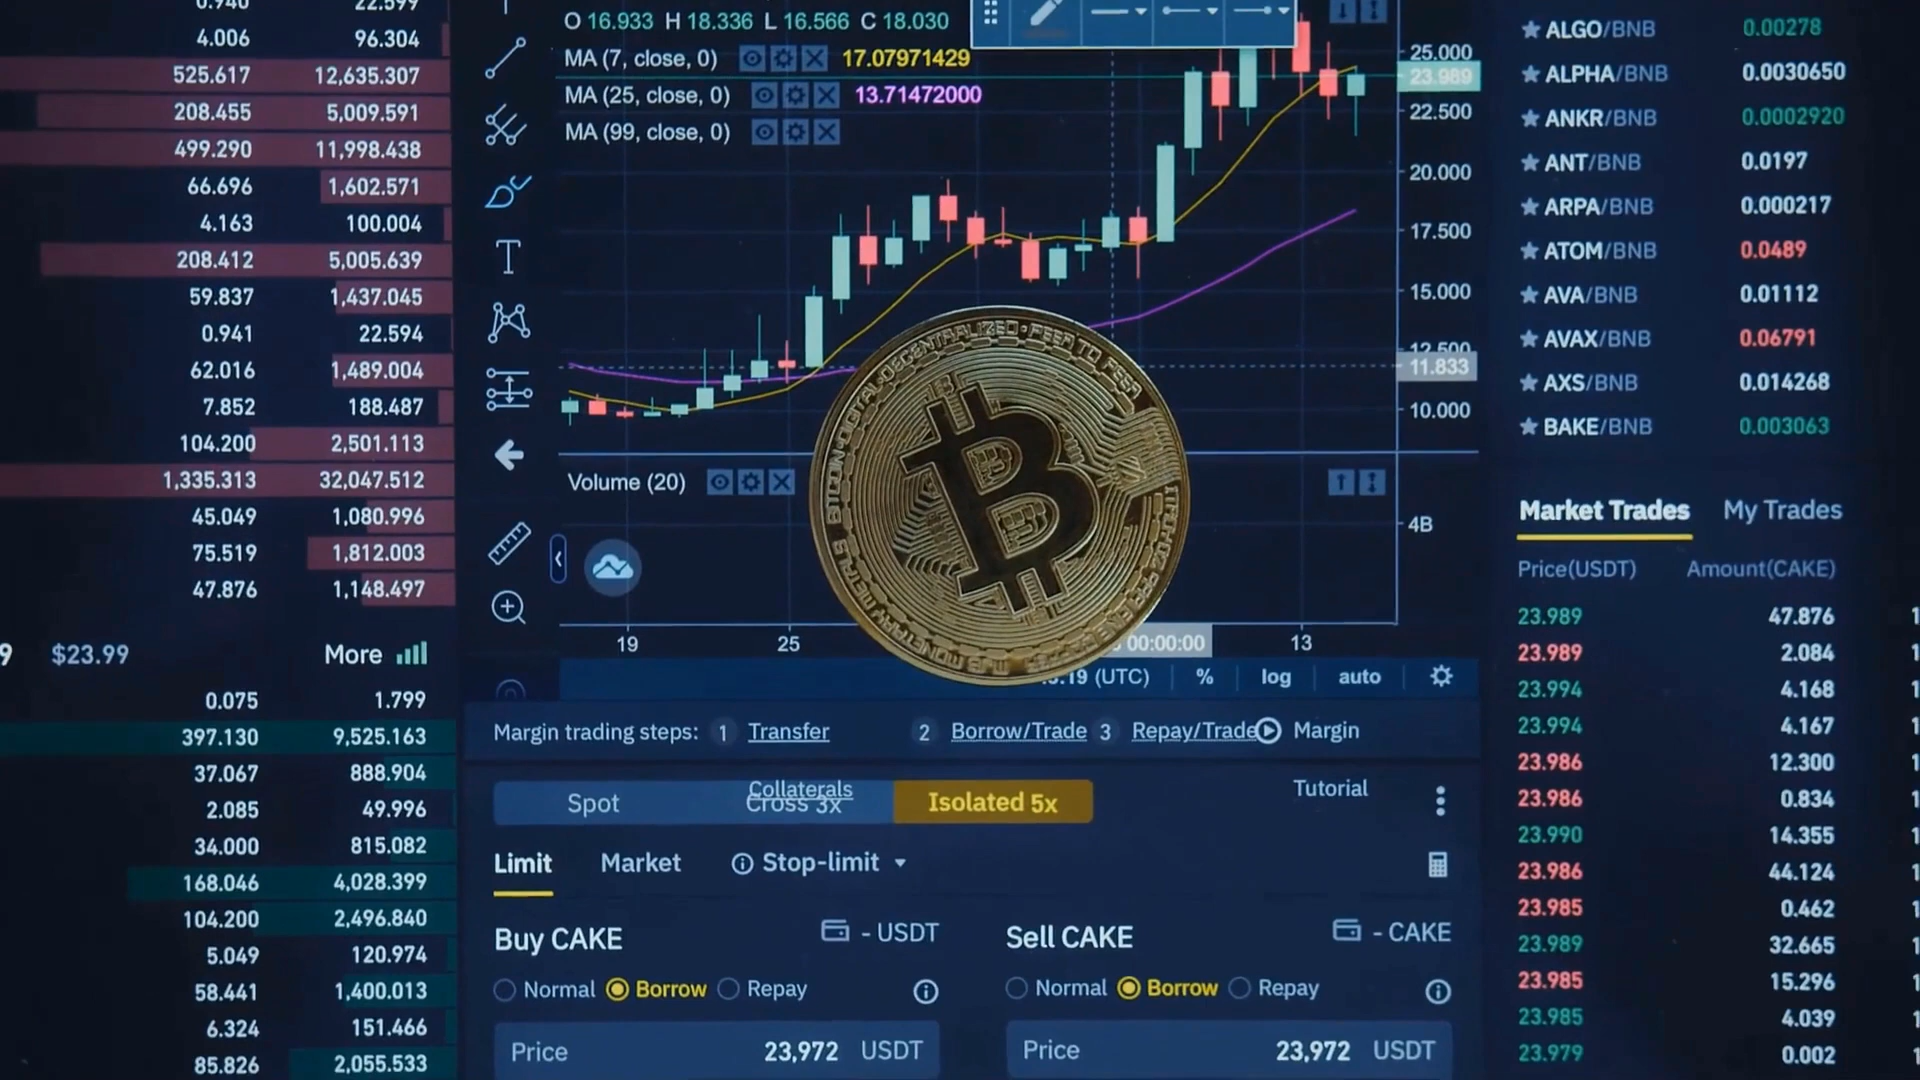 0.940 22.599
4.006 96.304
525.617 12,635.307
208.455 5,009.591
499.290 11,998.438
66.696 1,602.571
4.163 100.004
208.412 5,005.639
59.837 1,437.045
0.941 22.594
62.016 1,489.004
7.852 188.487
104.200 2,501.113
1,335.313 32,047.512
45.049 1,080.996
75.519 1,812.003
47.876 1,148.497
9 $23.99 More
0.075 1.799
397.130 9,525.163
37.067 888.904
2.085 49.996
34.000 815.082
168.046 4,028.399
104.200 2,496.840
5.049 120.974
58.441 1,400.013
6.324 151.466
85.826 2,055.533
O 16.933 H 18.336 L 16.566 C 18.030
MA (7, close, 0) 17.07971429
MA (25, close, 0) 13.71472000
MA (99, close, 0)
25.000
23.989
22.500
20.000
17.500
15.000
12.500
11.833
10.000
Volume (20)
4B
19 25 00:00:00 13
:19 (UTC) % log auto
BITCOIN DIGITAL DECENTRALIZED PEER TO PEER
Margin trading steps: 1 Transfer 2 Borrow/Trade 3 Repay/Trade Margin
Collaterals Tutorial
Spot Cross 3x Isolated 5x
Limit Market Stop-limit
Buy CAKE - USDT Sell CAKE - CAKE
Normal Borrow Repay Normal Borrow Repay
Price 23,972 USDT Price 23,972 USDT
ALGO/BNB 0.00278
ALPHA/BNB 0.0030650
ANKR/BNB 0.0002920
ANT/BNB 0.0197
ARPA/BNB 0.000217
ATOM/BNB 0.0489
AVA/BNB 0.01112
AVAX/BNB 0.06791
AXS/BNB 0.014268
BAKE/BNB 0.003063
Market Trades My Trades
Price(USDT) Amount(CAKE)
23.989 47.876
23.989 2.084
23.994 4.168
23.994 4.167
23.986 12.300
23.986 0.834
23.990 14.355
23.986 44.124
23.985 0.462
23.989 32.665
23.985 15.296
23.985 4.039
23.979 0.002